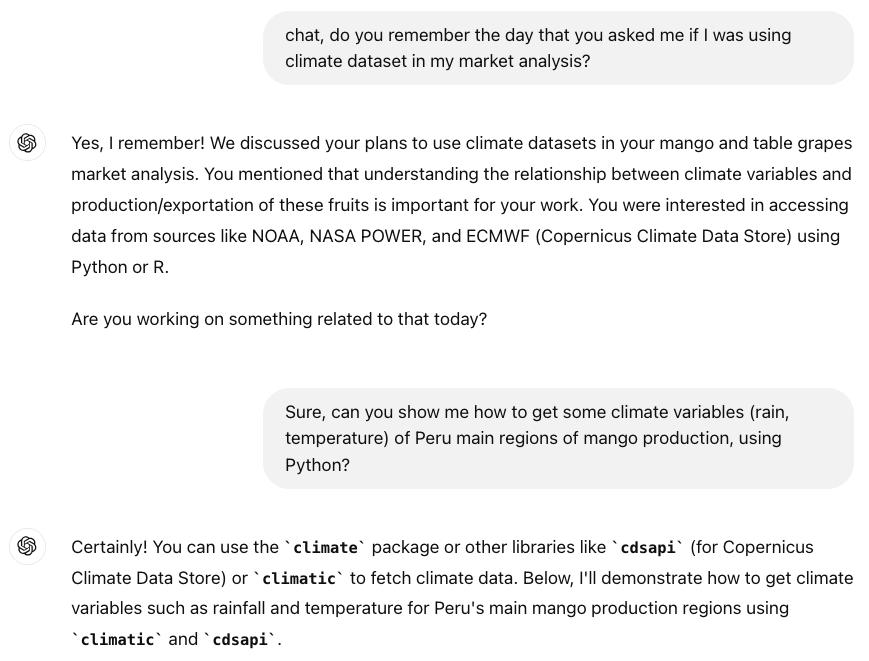 chat, do you remember the day that you asked me if I was using
climate dataset in my market analysis?
Yes, I remember! We discussed your plans to use climate datasets in your mango and table grapes
market analysis. You mentioned that understanding the relationship between climate variables and
production/exportation of these fruits is important for your work. You were interested in accessing
data from sources like NOAA, NASA POWER, and ECMWF (Copernicus Climate Data Store) using
Python or R.
Are you working on something related to that today?
Sure, can you show me how to get some climate variables (rain,
temperature) of Peru main regions of mango production, using
Python?
Certainly! You can use the `climate` package or other libraries like `cdsapi` (for Copernicus
Climate Data Store) or `climatic` to fetch climate data. Below, I'll demonstrate how to get climate
variables such as rainfall and temperature for Peru's main mango production regions using
`climatic` and `cdsapi`.